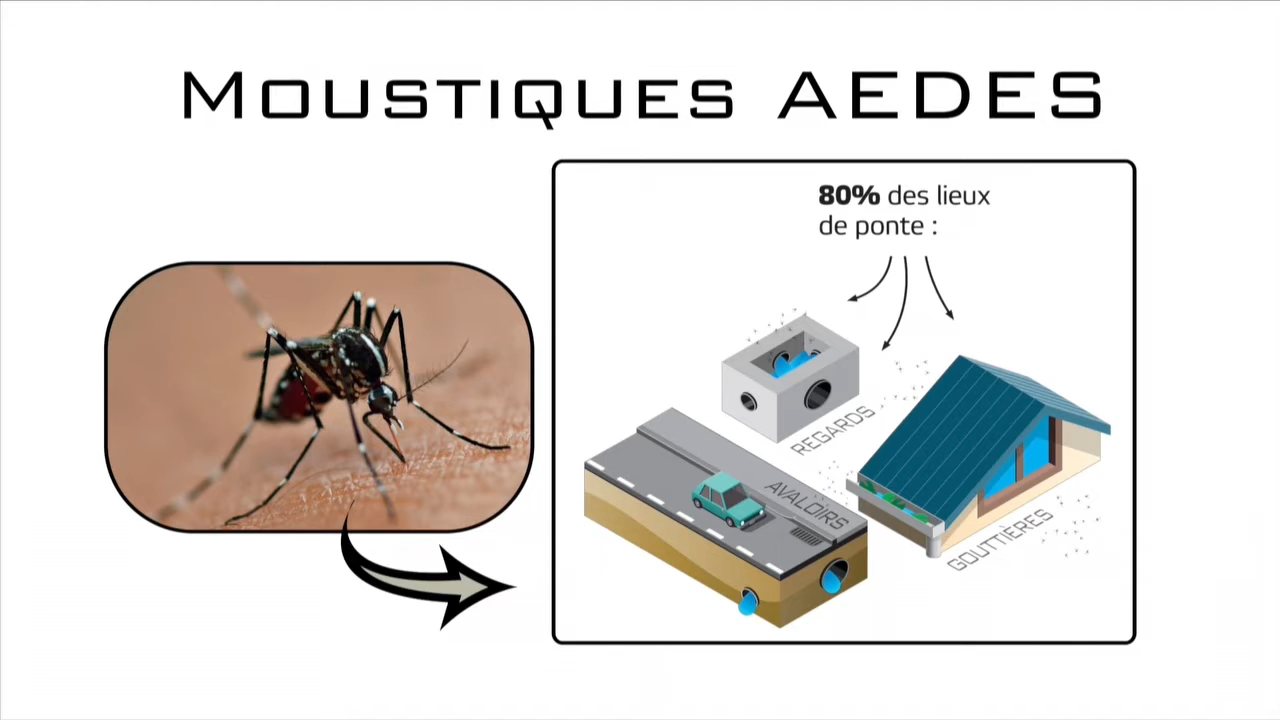 Moustiques AEDES
80% des lieux
de ponte :
REGARDS
AVALOIRS
GOUTTIÈRES